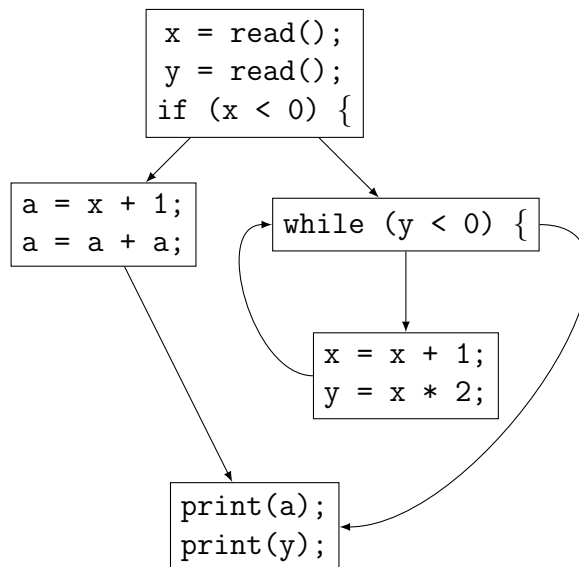 x = read();
y = read();
if (x < 0) {
a = x + 1;
a = a + a;
while (y < 0) {
x = x + 1;
y = x * 2;
print(a);
print(y);